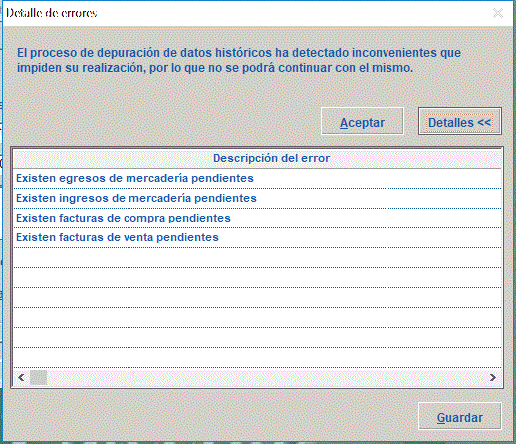 Detalle de errores
El proceso de depuración de datos históricos ha detectado inconvenientes que
impiden su realización, por lo que no se podrá continuar con el mismo.
Aceptar
Detalles <<
Descripción del error
Existen egresos de mercadería pendientes
Existen ingresos de mercadería pendientes
Existen facturas de compra pendientes
Existen facturas de venta pendientes
Guardar